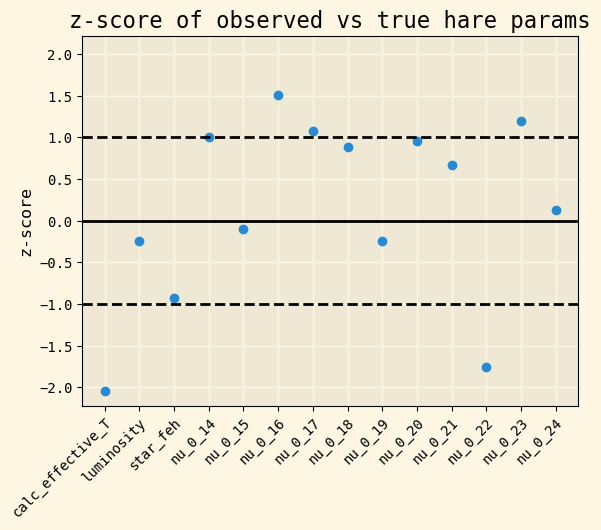 z-score of observed vs true hare params
z-score
2.0
1.5
1.0
0.5
0.0
−0.5
−1.0
−1.5
−2.0
calc_effective_T
luminosity
star_feh
nu_0_14
nu_0_15
nu_0_16
nu_0_17
nu_0_18
nu_0_19
nu_0_20
nu_0_21
nu_0_22
nu_0_23
nu_0_24